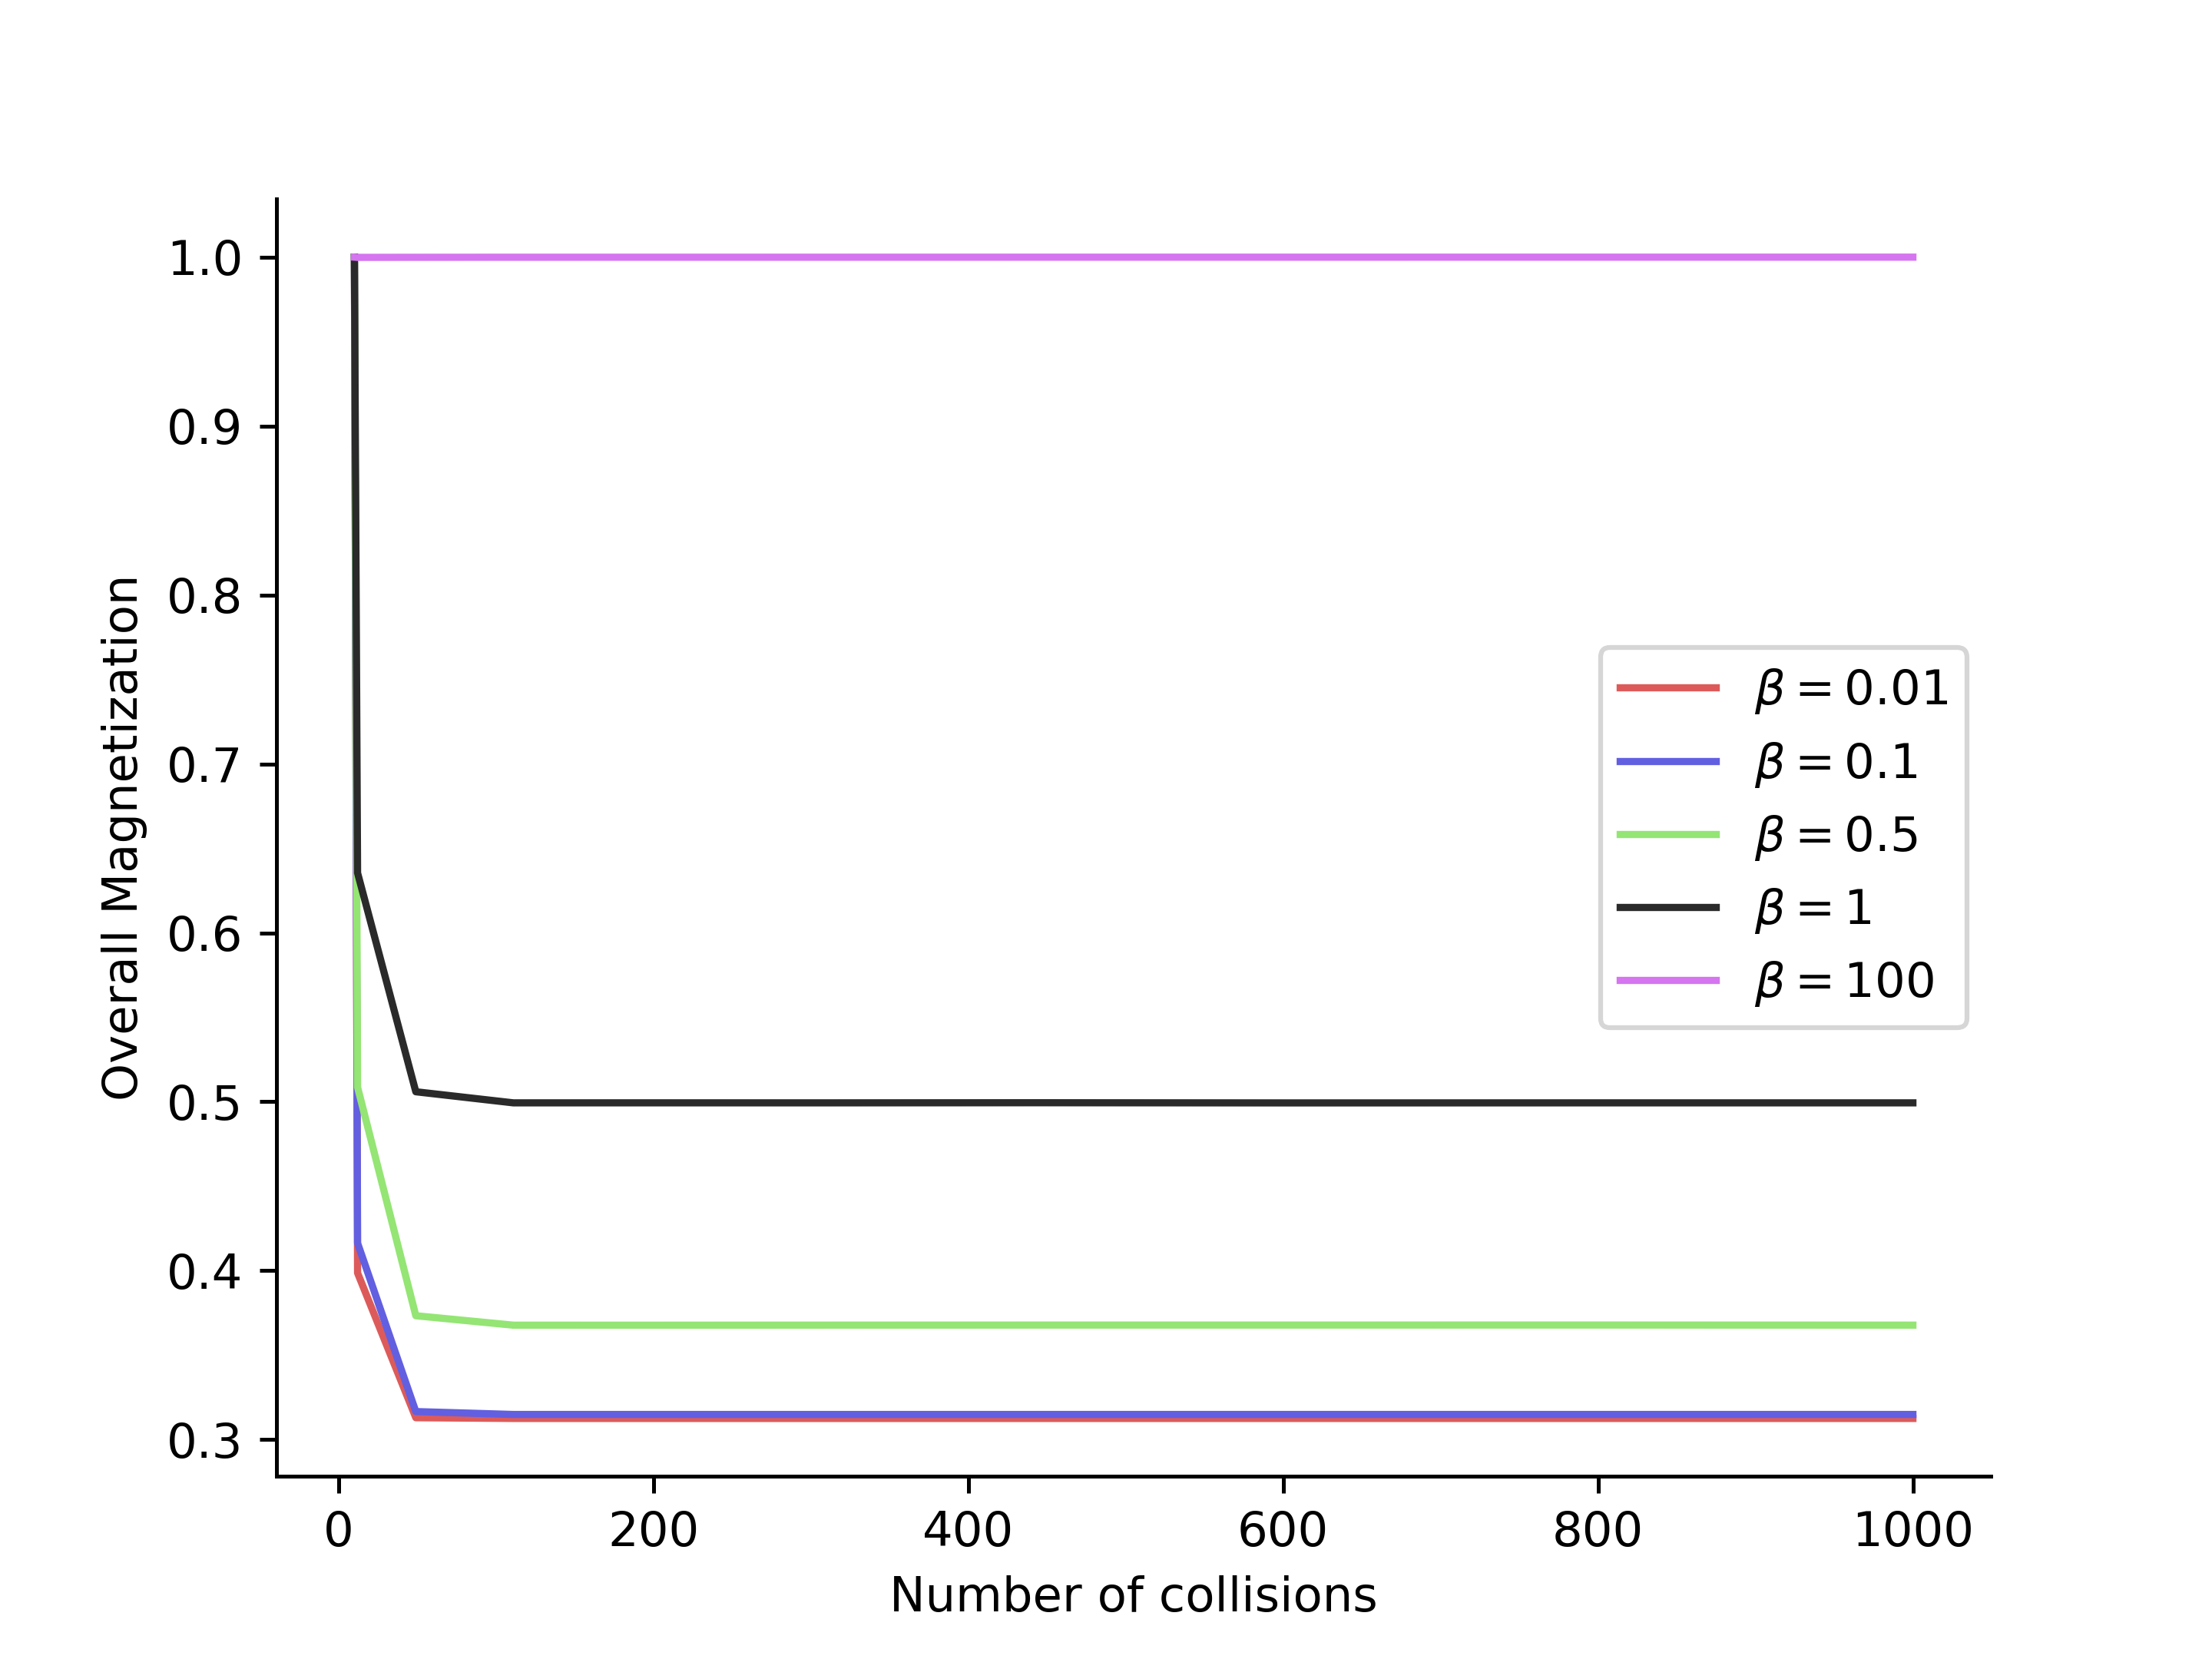 1.0
0.9
0.8
0.7
0.6
0.5
0.4
0.3
Overall Magnetization
β = 0.01
β = 0.1
β = 0.5
β = 1
β = 100
0 200 400 600 800 1000
Number of collisions